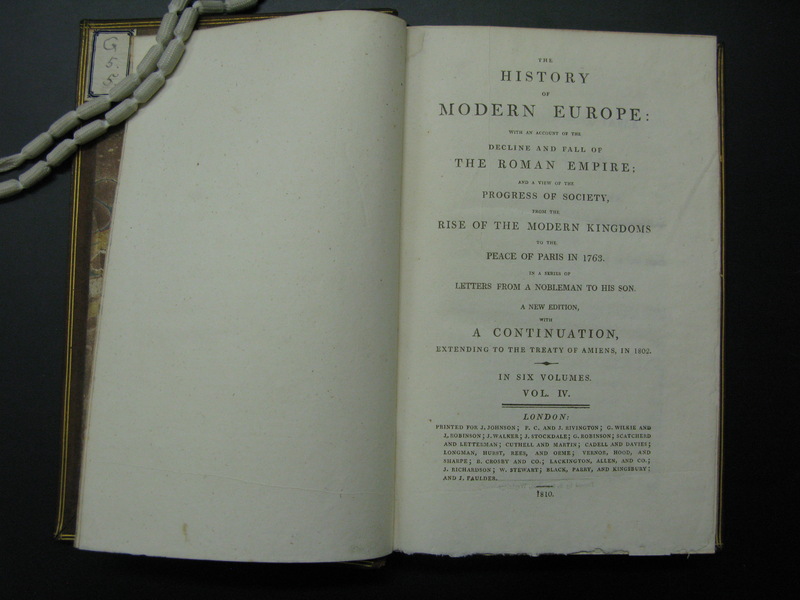 G
5.
5.
THE
HISTORY
OF
MODERN EUROPE:
WITH AN ACCOUNT OF THE
DECLINE AND FALL OF
THE ROMAN EMPIRE;
AND A VIEW OF THE
PROGRESS OF SOCIETY,
FROM THE
RISE OF THE MODERN KINGDOMS
TO THE
PEACE OF PARIS IN 1763.
IN A SERIES OF
LETTERS FROM A NOBLEMAN TO HIS SON.
A NEW EDITION,
WITH
A CONTINUATION,
EXTENDING TO THE TREATY OF AMIENS, IN 1802.
IN SIX VOLUMES.
VOL. IV.
LONDON:
PRINTED FOR J. JOHNSON; F. C. AND J. RIVINGTON; G. WILKIE AND
J. ROBINSON; J. WALKER; J. STOCKDALE; G. ROBINSON; SCATCHERD
AND LETTERMAN; CUTHELL AND MARTIN; CADELL AND DAVIES;
LONGMAN, HURST, REES, AND ORME; VERNOR, HOOD, AND
SHARPE; B. CROSBY AND CO.; LACKINGTON, ALLEN, AND CO.;
J. RICHARDSON; W. STEWART; BLACK, PARRY, AND KINGSBURY;
AND J. FAULDER.
1810.